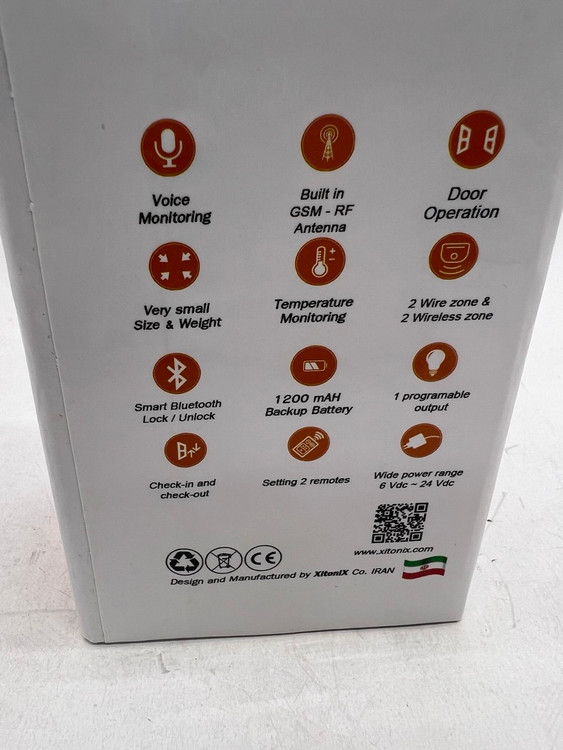 Voice
Monitoring
Built in
GSM - RF
Antenna
Door
Operation
Very small
Size & Weight
Temperature
Monitoring
2 Wire zone &
2 Wireless zone
Smart Bluetooth
Lock / Unlock
1200 mAH
Backup Battery
1 programable
output
Check-in and
check-out
Setting 2 remotes
Wide power range
6 Vdc ~ 24 Vdc
www.xitonix.com
Design and Manufactured by XitoniX Co. IRAN